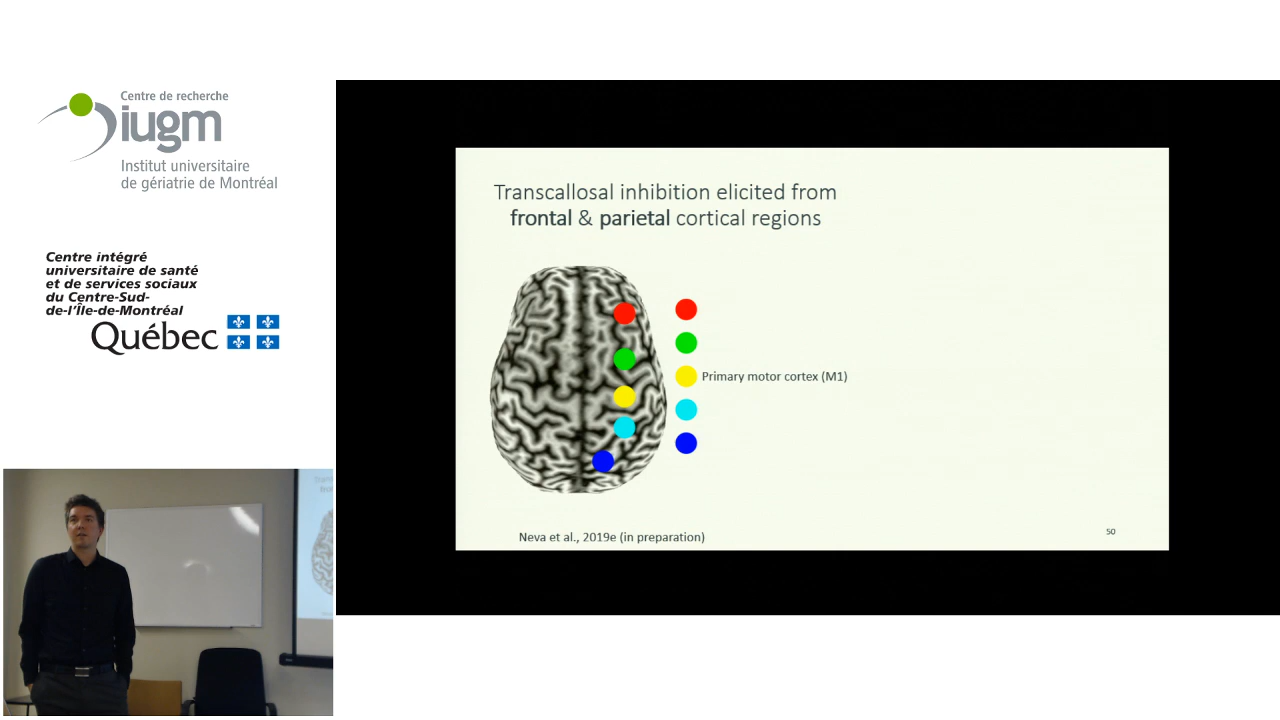 Centre de recherche
iugm
Institut universitaire
de gériatrie de Montréal
Centre intégré
universitaire de santé
et de services sociaux
du Centre-Sud-
de-l'Île-de-Montréal
Québec
Transcallosal inhibition elicited from
frontal & parietal cortical regions
Primary motor cortex (M1)
Neva et al., 2019e (in preparation)
50